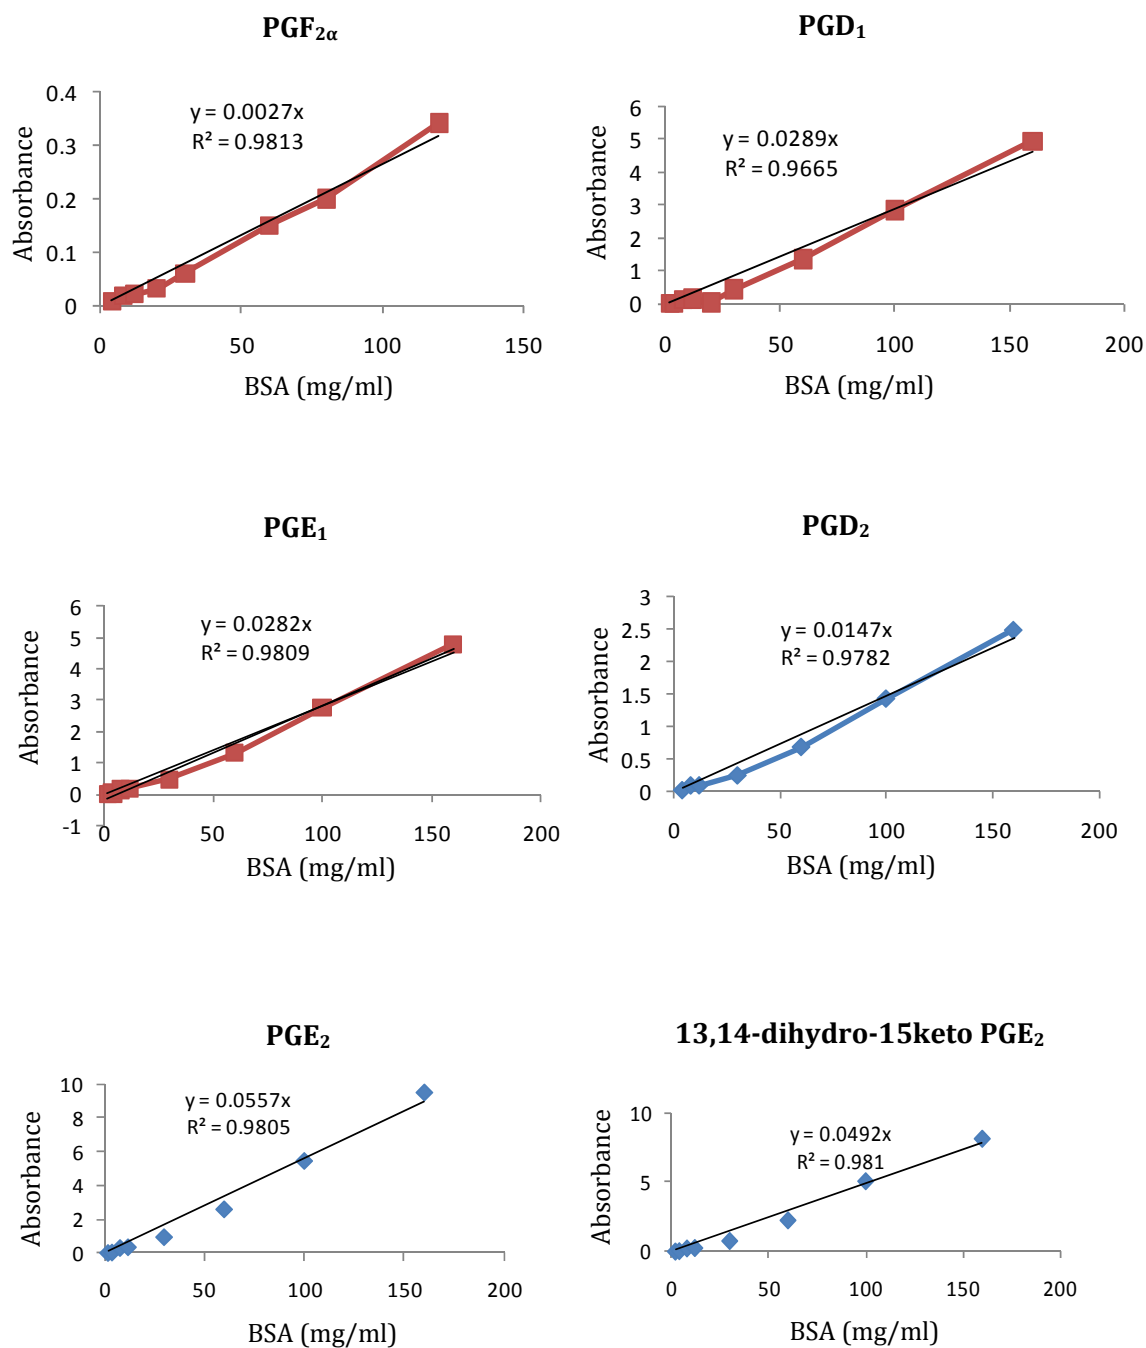 PGF₂α
y = 0.0027x
R² = 0.9813
0.4
0.3
0.2
0.1
0
0 50 100 150
Absorbance
BSA (mg/ml)
PGD₁
y = 0.0289x
R² = 0.9665
6
5
4
3
2
1
0
0 50 100 150 200
Absorbance
BSA (mg/ml)
PGE₁
y = 0.0282x
R² = 0.9809
6
5
4
3
2
1
0
-1
0 50 100 150 200
Absorbance
BSA (mg/ml)
PGD₂
y = 0.0147x
R² = 0.9782
3
2.5
2
1.5
1
0.5
0
0 50 100 150 200
Absorbance
BSA (mg/ml)
PGE₂
y = 0.0557x
R² = 0.9805
10
8
6
4
2
0
0 50 100 150 200
Absorbance
BSA (mg/ml)
13,14-dihydro-15keto PGE₂
y = 0.0492x
R² = 0.981
10
5
0
0 50 100 150 200
Absorbance
BSA (mg/ml)